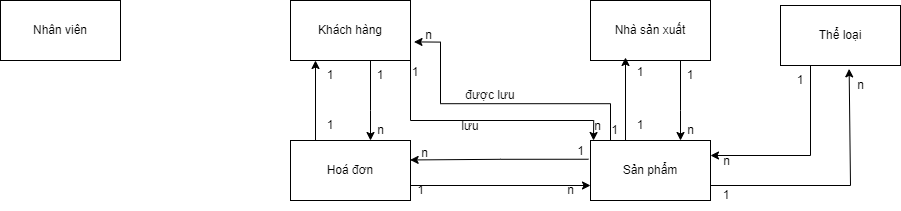 Nhân viên
Khách hàng
Nhà sản xuất
Thể loại
n
1
1
1
1
1
1
n
được lưu
1
n
lưu
n
1
1
n
n
1
n
Hoá đơn
Sản phẩm
1
n
1